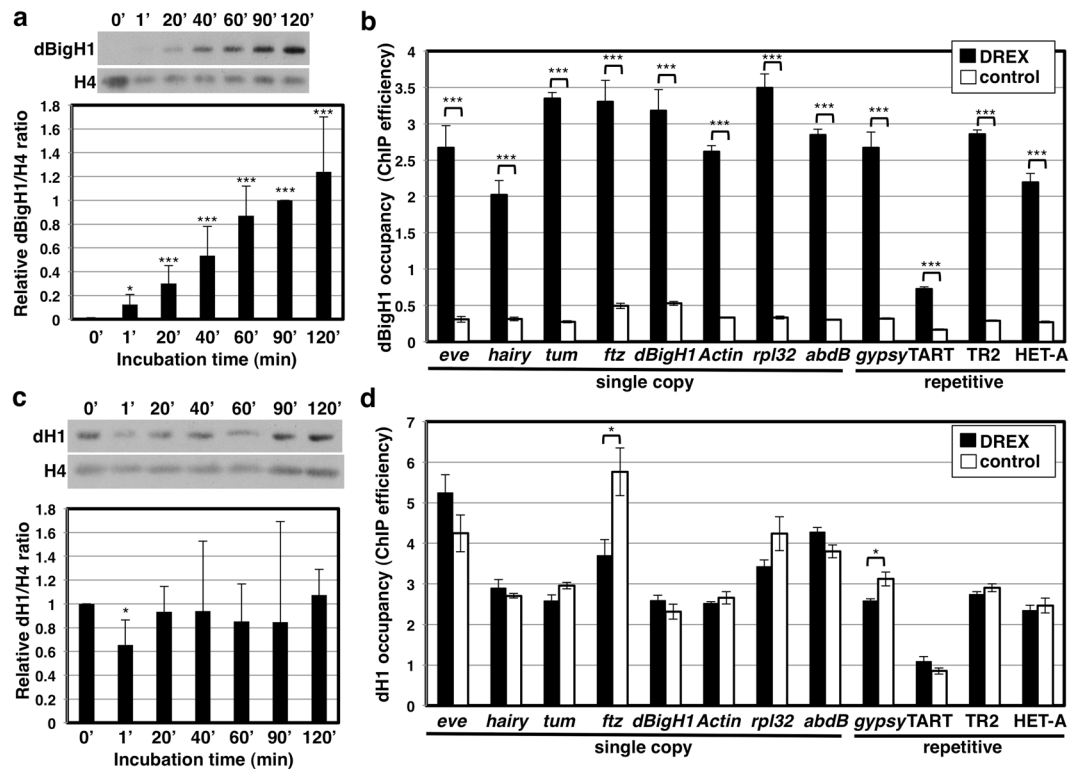 a
0’ 1’ 20’ 40’ 60’ 90’ 120’
dBigH1
H4
Relative dBigH1/H4 ratio
1.8
1.6
1.4
1.2
1
0.8
0.6
0.4
0.2
0
* *** *** *** *** ***
0’ 1’ 20’ 40’ 60’ 90’ 120’
Incubation time (min)
b
dBigH1 occupancy (ChIP efficiency)
4
3.5
3
2.5
2
1.5
1
0.5
0
DREX
control
*** *** *** *** *** *** *** *** *** *** *** ***
eve hairy tum ftz dBigH1 Actin rpl32 abdB gypsy TART TR2 HET-A
single copy repetitive
c
0’ 1’ 20’ 40’ 60’ 90’ 120’
dH1
H4
Relative dH1/H4 ratio
1.8
1.6
1.4
1.2
1
0.8
0.6
0.4
0.2
0
*
0’ 1’ 20’ 40’ 60’ 90’ 120’
Incubation time (min)
d
dH1 occupancy (ChIP efficiency)
7
6
5
4
3
2
1
0
DREX
control
* *
eve hairy tum ftz dBigH1 Actin rpl32 abdB gypsy TART TR2 HET-A
single copy repetitive